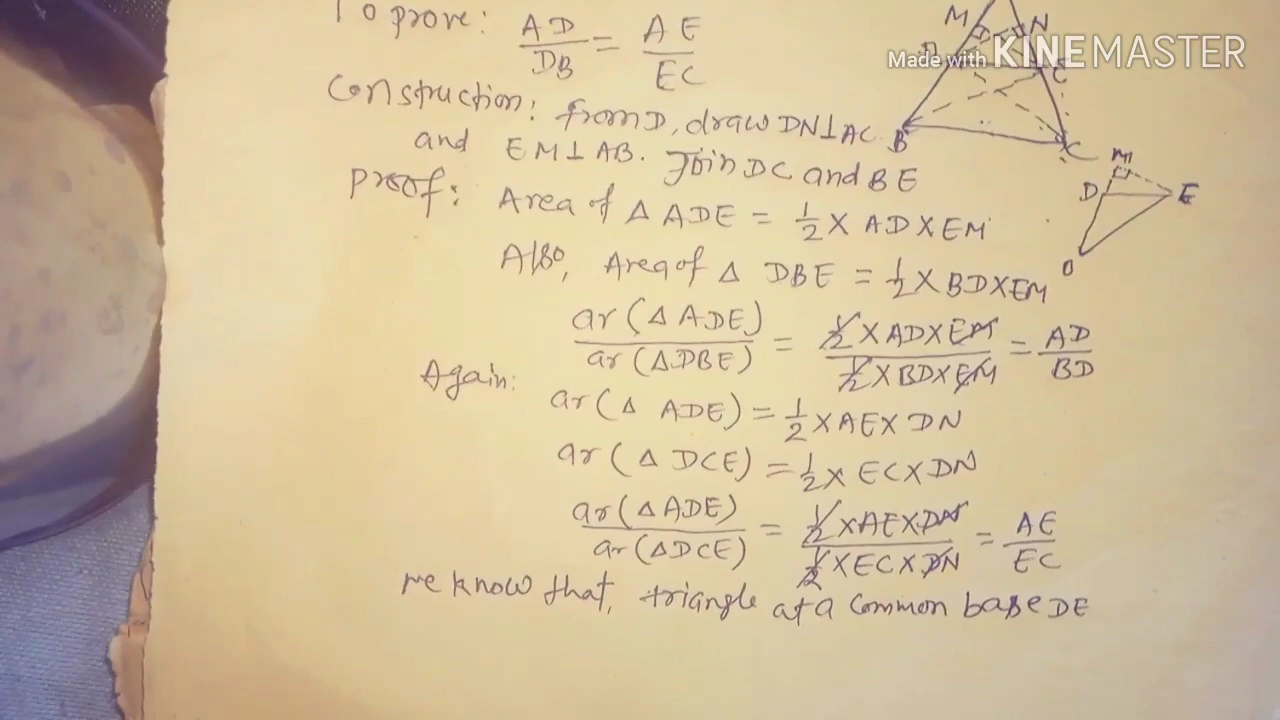 To prove: AD/DB = AE/EC
Construction: from D, draw DN⊥AC
and EM⊥AB. Join DC and BE
Proof: Area of △ ADE = 1/2 × AD × EM
Also, Area of △ DBE = 1/2 × BD × EM
ar(△ ADE)/ar(△DBE) = 1/2 × AD × EM / 1/2 × BD × EM = AD/BD
Again: ar(△ ADE) = 1/2 × AE × DN
ar(△ DCE) = 1/2 × EC × DN
ar(△ADE)/ar(△DCE) = 1/2 × AE × DN / 1/2 × EC × DN = AE/EC
we know that, triangle at a common base DE
M N
Made with KINEMASTER
B C
M
D E